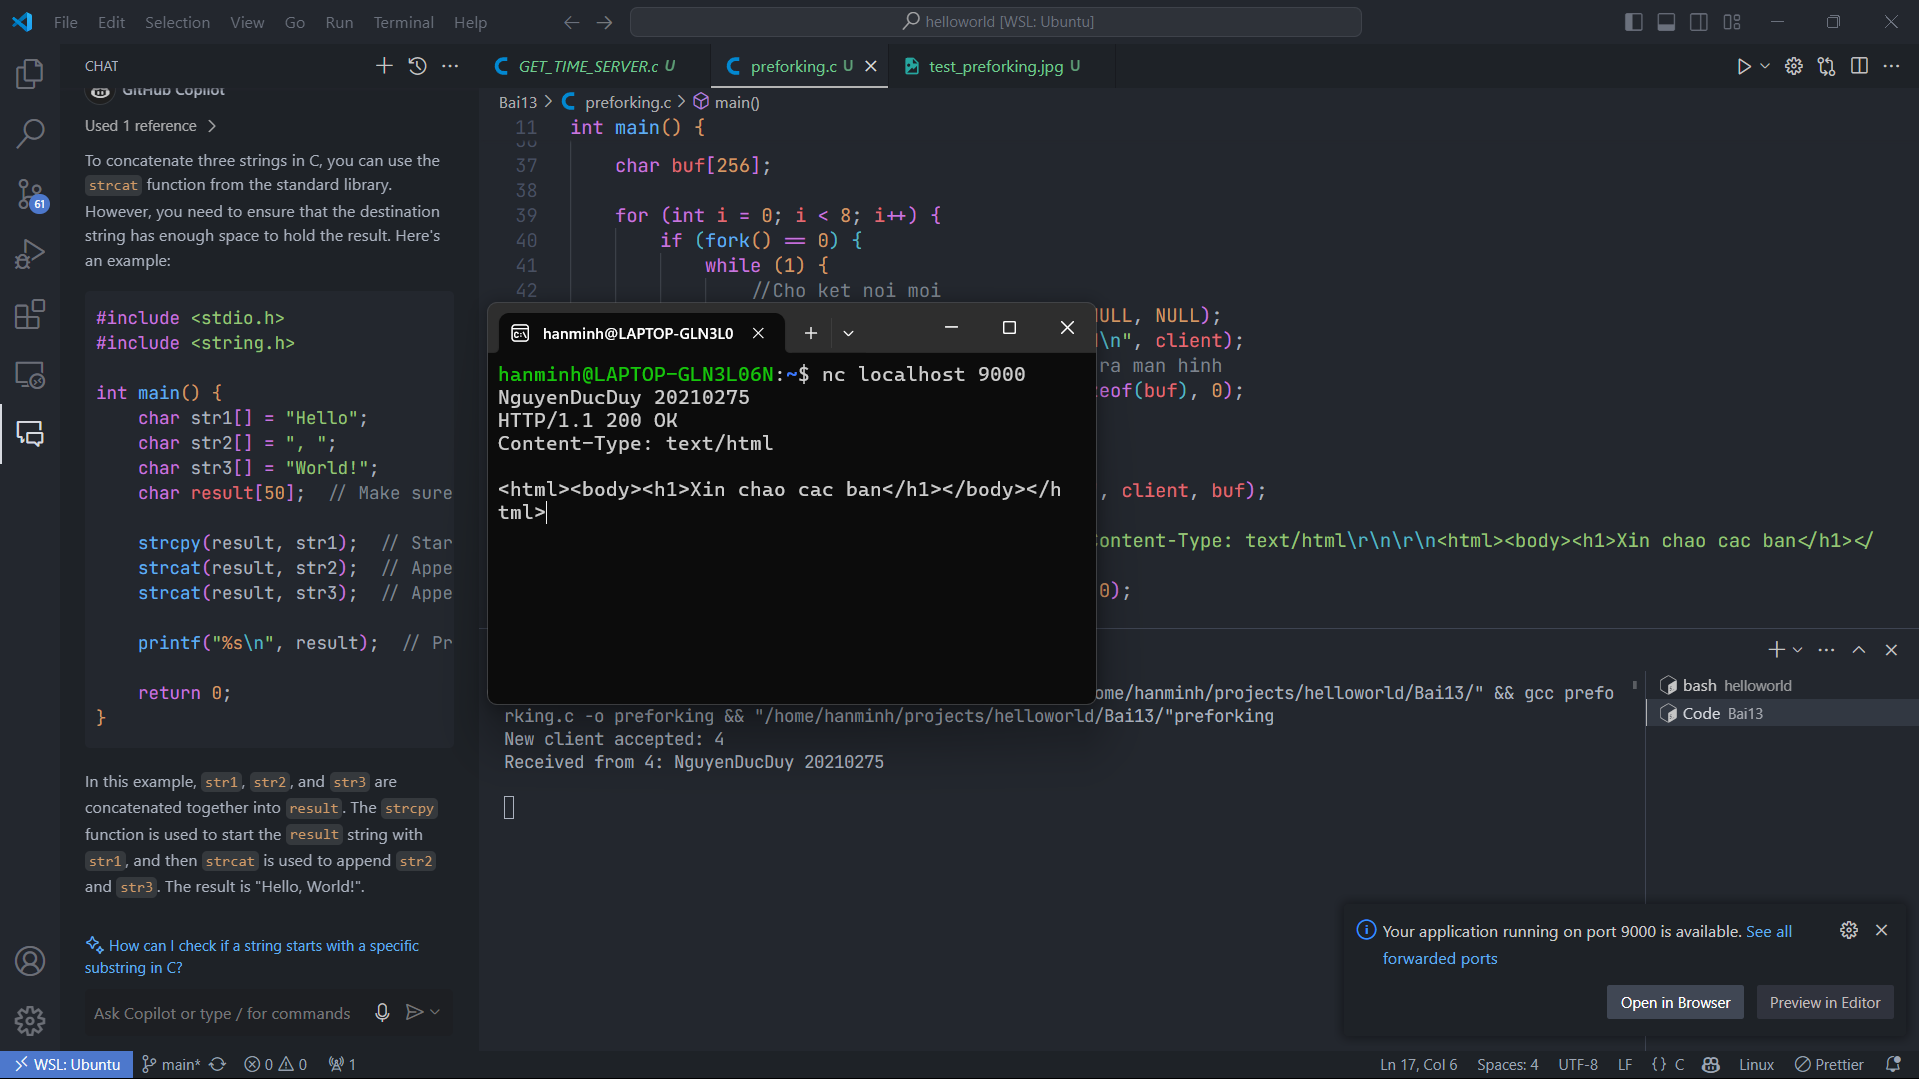 File Edit Selection View Go Run Terminal Help
helloworld [WSL: Ubuntu]
CHAT
GitHub Copilot
Used 1 reference
To concatenate three strings in C, you can use the
strcat function from the standard library.
However, you need to ensure that the destination
string has enough space to hold the result. Here's
an example:
#include <stdio.h>
#include <string.h>
int main() {
char str1[] = "Hello";
char str2[] = ", ";
char str3[] = "World!";
char result[50]; // Make sure
strcpy(result, str1); // Star
strcat(result, str2); // Appe
strcat(result, str3); // Appe
printf("%s\n", result); // Pr
return 0;
}
In this example, str1, str2, and str3 are
concatenated together into result. The strcpy
function is used to start the result string with
str1, and then strcat is used to append str2
and str3. The result is "Hello, World!".
How can I check if a string starts with a specific
substring in C?
Ask Copilot or type / for commands
61
GET_TIME_SERVER.c U
preforking.c U
test_preforking.jpg U
Bai13 > C preforking.c > main()
11 int main() {
36
37 char buf[256];
38
39 for (int i = 0; i < 8; i++) {
40 if (fork() == 0) {
41 while (1) {
42 //Cho ket noi moi
NULL, NULL);
\n", client);
ra man hinh
eof(buf), 0);
, client, buf);
ontent-Type: text/html\r\n\r\n<html><body><h1>Xin chao cac ban</h1></
0);
hanminh@LAPTOP-GLN3L0
hanminh@LAPTOP-GLN3L06N:~$ nc localhost 9000
NguyenDucDuy 20210275
HTTP/1.1 200 OK
Content-Type: text/html
<html><body><h1>Xin chao cac ban</h1></body></h
tml>
ome/hanminh/projects/helloworld/Bai13/" && gcc prefo
rking.c -o preforking && "/home/hanminh/projects/helloworld/Bai13/"preforking
New client accepted: 4
Received from 4: NguyenDucDuy 20210275
bash helloworld
Code Bai13
Your application running on port 9000 is available. See all
forwarded ports
Open in Browser
Preview in Editor
WSL: Ubuntu main* 0 0 1
Ln 17, Col 6 Spaces: 4 UTF-8 LF {} C Linux Prettier